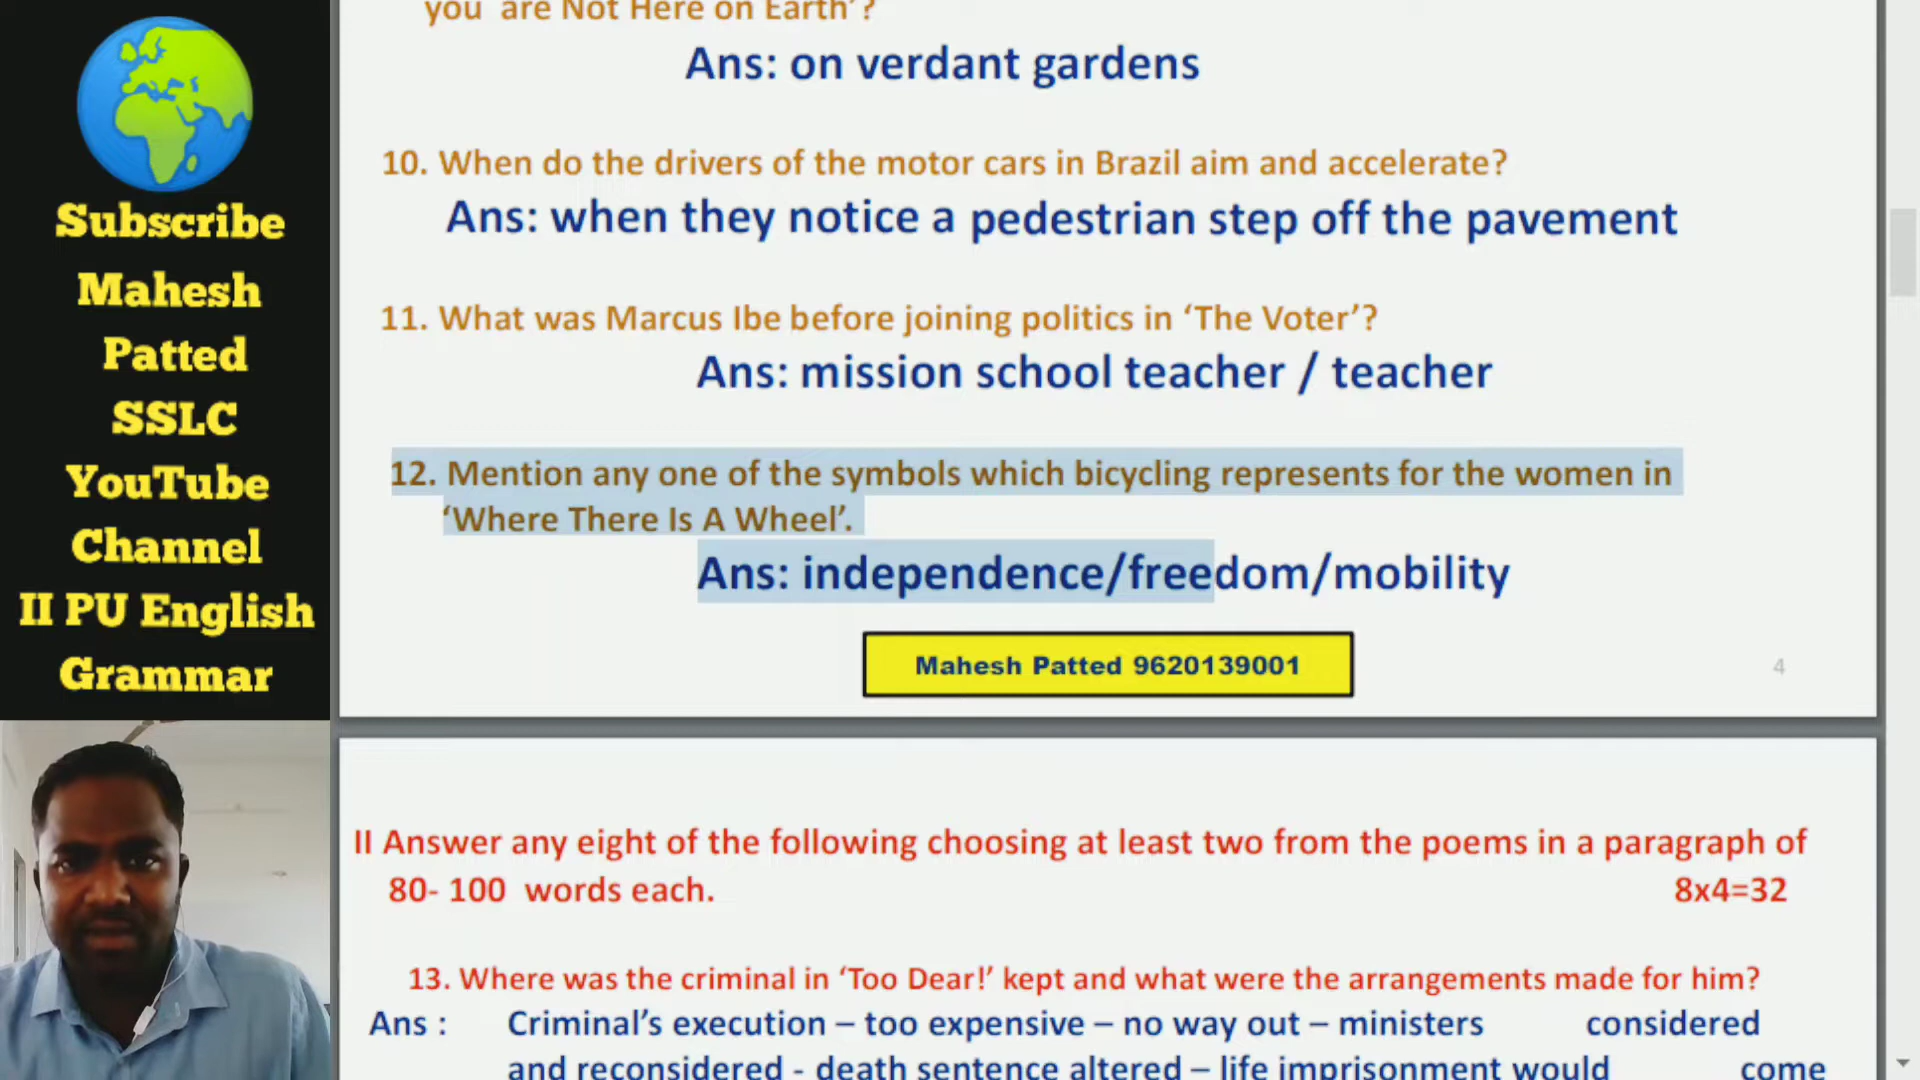 you are Not Here on Earth’?
Ans: on verdant gardens
10. When do the drivers of the motor cars in Brazil aim and accelerate?
Ans: when they notice a pedestrian step off the pavement
11. What was Marcus Ibe before joining politics in ‘The Voter’?
Ans: mission school teacher / teacher
12. Mention any one of the symbols which bicycling represents for the women in
‘Where There Is A Wheel’.
Ans: independence/freedom/mobility
Mahesh Patted 9620139001
4
II Answer any eight of the following choosing at least two from the poems in a paragraph of
80- 100 words each. 8x4=32
13. Where was the criminal in ‘Too Dear!’ kept and what were the arrangements made for him?
Ans : Criminal’s execution – too expensive – no way out – ministers considered
and reconsidered - death sentence altered – life imprisonment would come
Subscribe
Mahesh
Patted
SSLC
YouTube
Channel
II PU English
Grammar